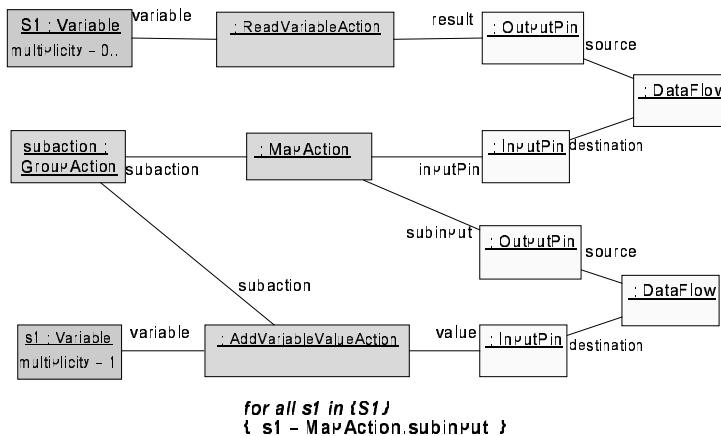 S1 : Variable
multiplicity = 0..
variable
: ReadVariableAction
result
: OutputPin
source
: DataFlow
subaction :
GroupAction
subaction
: MapAction
inputPin
: InputPin
destination
subinput
: OutputPin
source
: DataFlow
subaction
s1 : Variable
multiplicity = 1
variable
: AddVariableValueAction
value
: InputPin
destination
for all s1 in {S1}
{ s1 = MapAction.subinput }